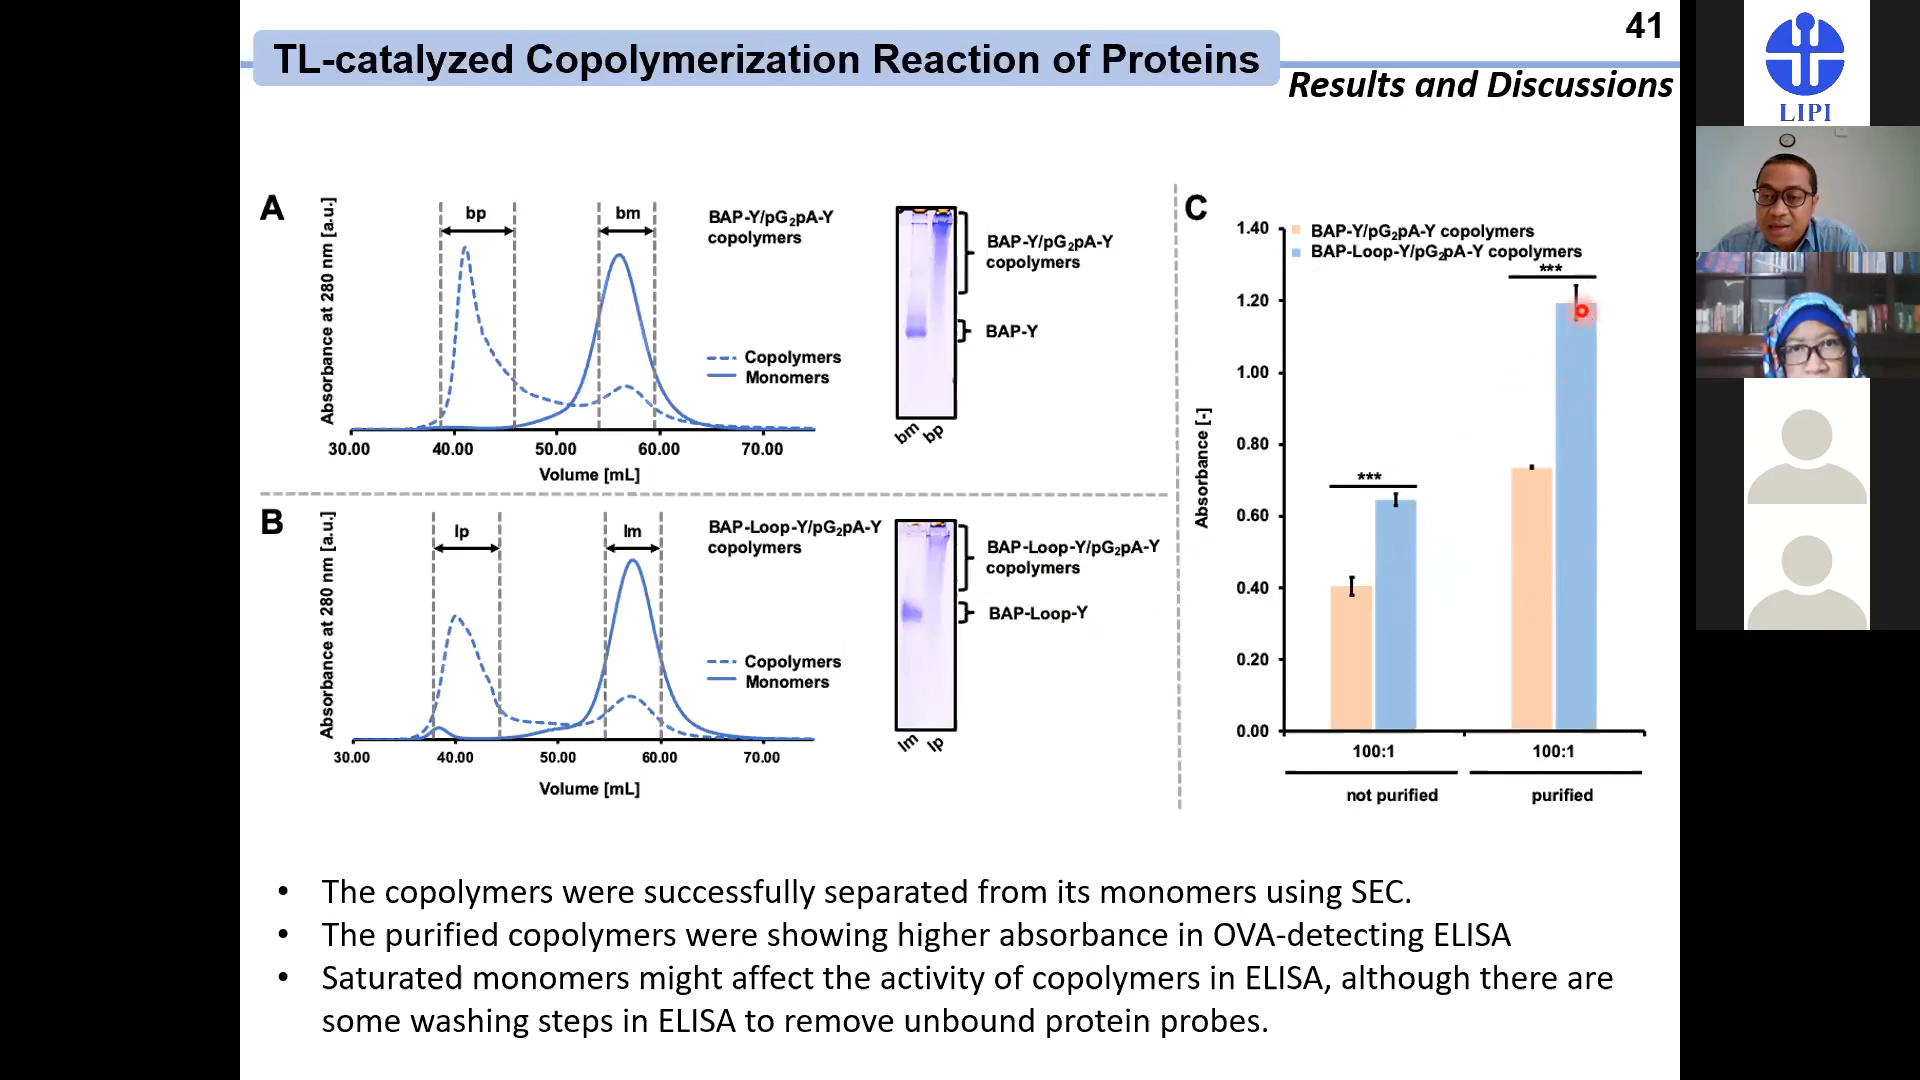 41
TL-catalyzed Copolymerization Reaction of Proteins
Results and Discussions
LIPI
A
Absorbance at 280 nm [a.u.]
bp
bm
BAP-Y/pG₂pA-Y
copolymers
Copolymers
Monomers
30.00 40.00 50.00 60.00 70.00
Volume [mL]
BAP-Y/pG₂pA-Y
copolymers
BAP-Y
bm bp
B
Absorbance at 280 nm [a.u.]
lp
lm
BAP-Loop-Y/pG₂pA-Y
copolymers
Copolymers
Monomers
30.00 40.00 50.00 60.00 70.00
Volume [mL]
BAP-Loop-Y/pG₂pA-Y
copolymers
BAP-Loop-Y
lm lp
C
Absorbance [-]
1.40
1.20
1.00
0.80
0.60
0.40
0.20
0.00
BAP-Y/pG₂pA-Y copolymers
BAP-Loop-Y/pG₂pA-Y copolymers
***
***
100:1 100:1
not purified purified
• The copolymers were successfully separated from its monomers using SEC.
• The purified copolymers were showing higher absorbance in OVA-detecting ELISA
• Saturated monomers might affect the activity of copolymers in ELISA, although there are
some washing steps in ELISA to remove unbound protein probes.